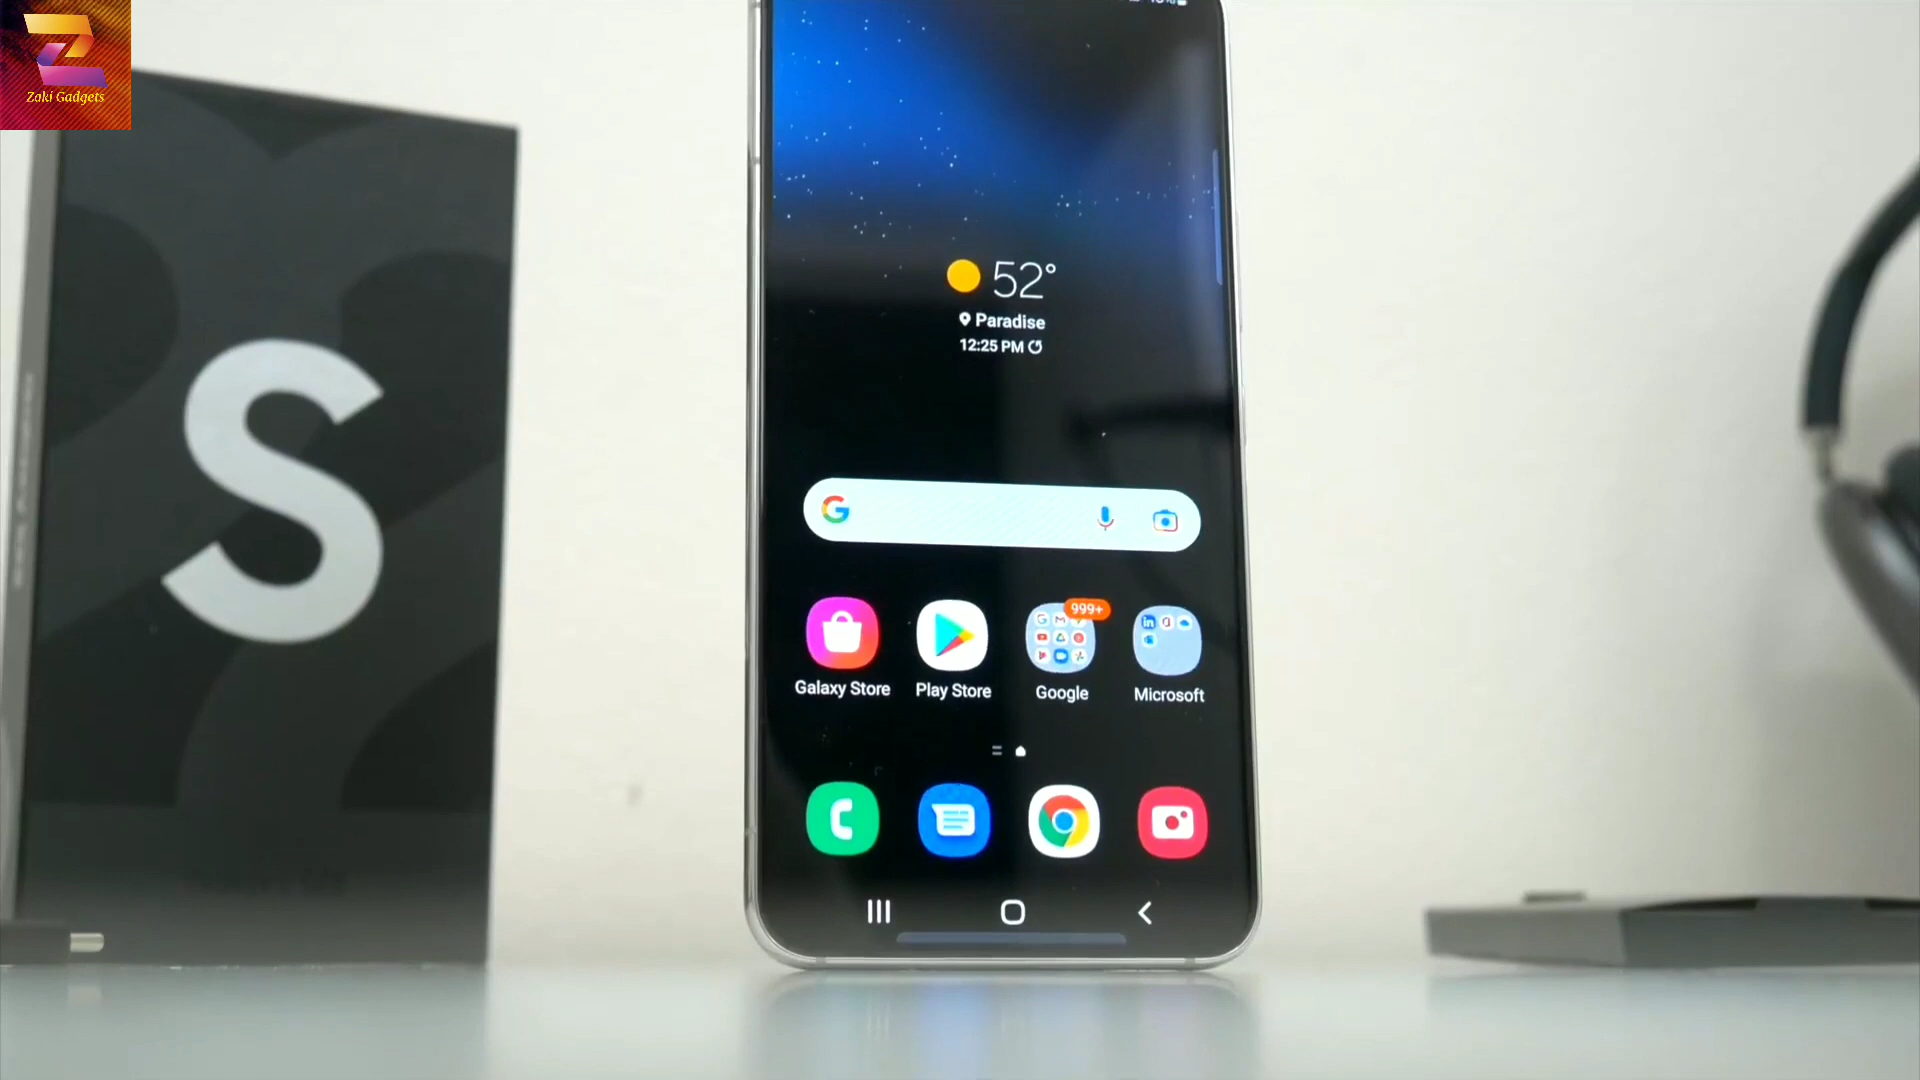 Z
Zaki Gadgets
S
52°
Paradise
12:25 PM
G
999+
Galaxy Store
Play Store
Google
Microsoft